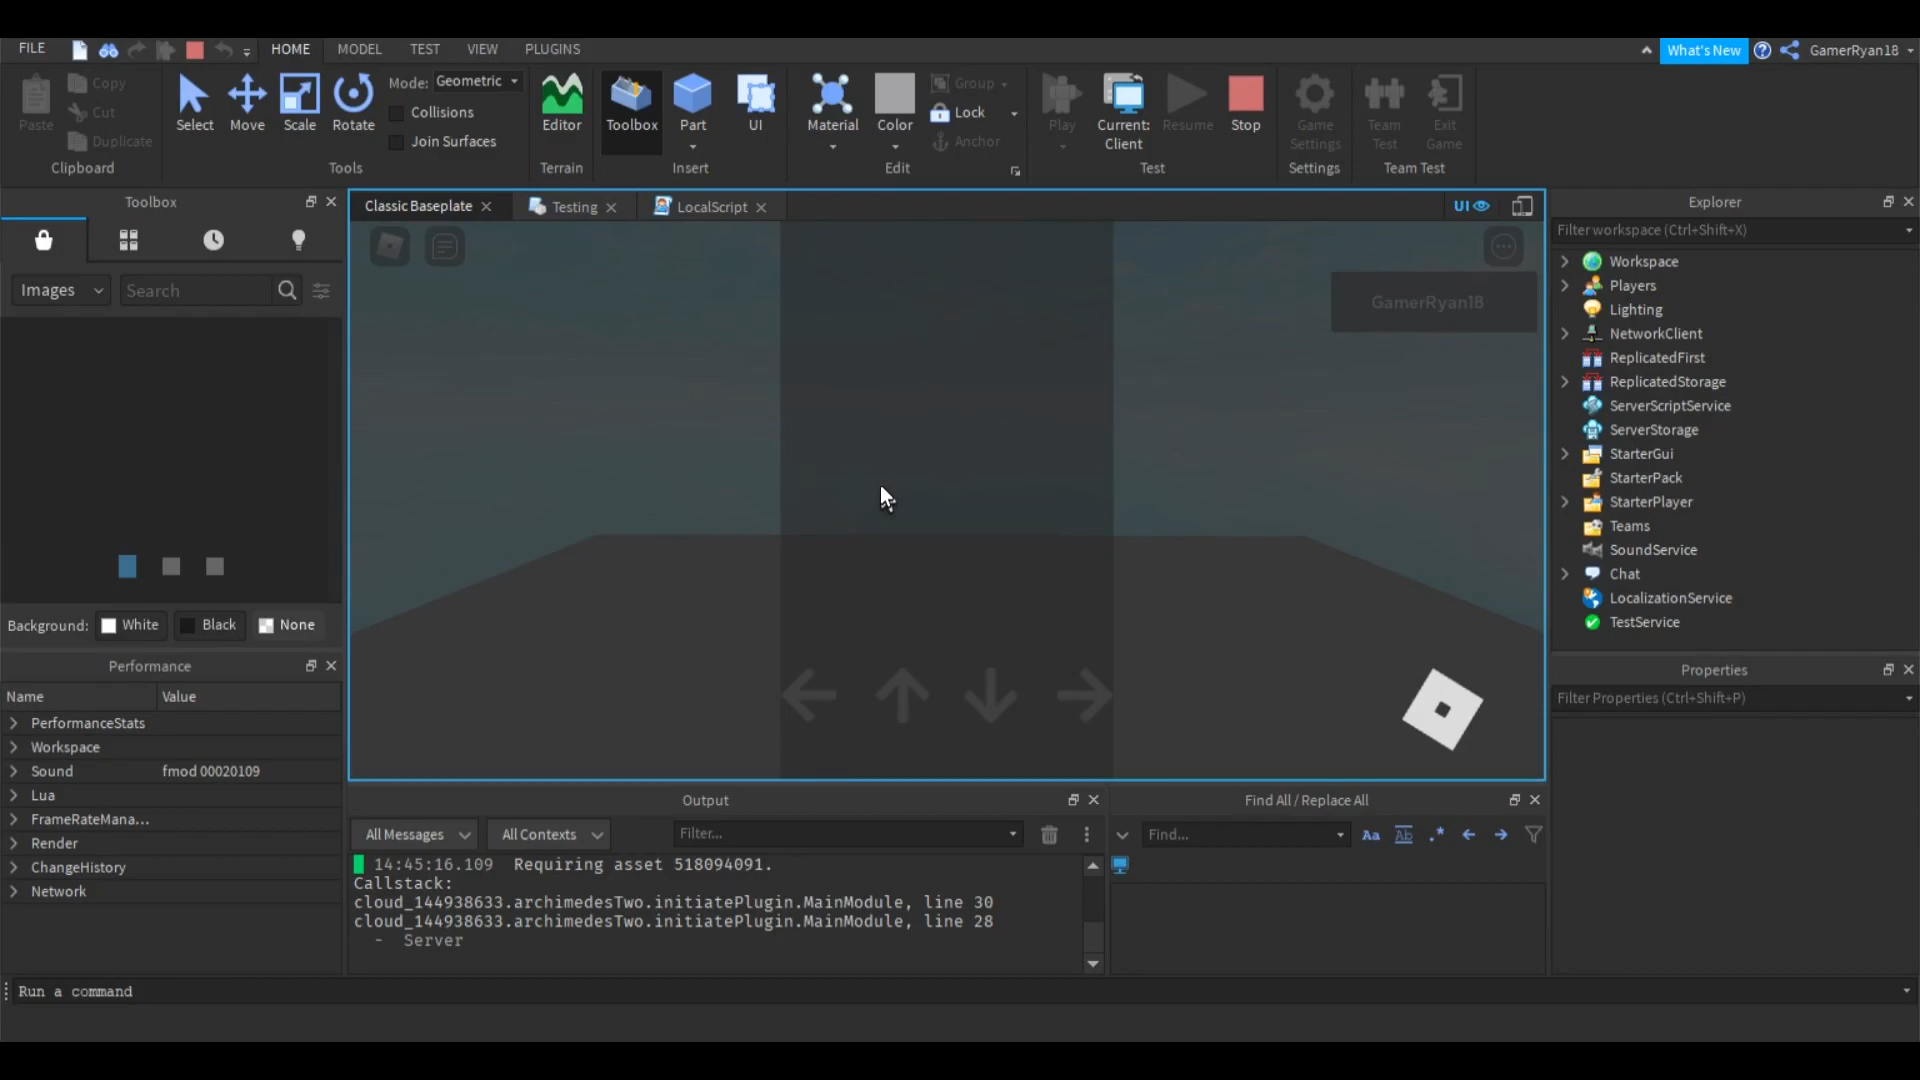 FILE HOME MODEL TEST VIEW PLUGINS What's New GamerRyan18
Paste Copy Cut Duplicate
Clipboard
Select Move Scale Rotate
Mode: Geometric
Collisions
Join Surfaces
Tools
Editor
Terrain
Toolbox Part UI
Insert
Material Color
Group
Lock
Anchor
Edit
Play Current: Client Resume Stop
Test
Game Settings
Settings
Team Test Exit Game
Team Test
Toolbox
Images Search
Background: White Black None
Performance
Name Value
PerformanceStats
Workspace
Sound fmod 00020109
Lua
FrameRateMana...
Render
ChangeHistory
Network
Classic Baseplate Testing LocalScript UI
GamerRyan18
Output
All Messages All Contexts Filter...
14:45:16.109 Requiring asset 518094091.
Callstack:
cloud_144938633.archimedesTwo.initiatePlugin.MainModule, line 30
cloud_144938633.archimedesTwo.initiatePlugin.MainModule, line 28
- Server
Find All / Replace All
Find... Aa Ab .*
Explorer
Filter workspace (Ctrl+Shift+X)
Workspace
Players
Lighting
NetworkClient
ReplicatedFirst
ReplicatedStorage
ServerScriptService
ServerStorage
StarterGui
StarterPack
StarterPlayer
Teams
SoundService
Chat
LocalizationService
TestService
Properties
Filter Properties (Ctrl+Shift+P)
Run a command